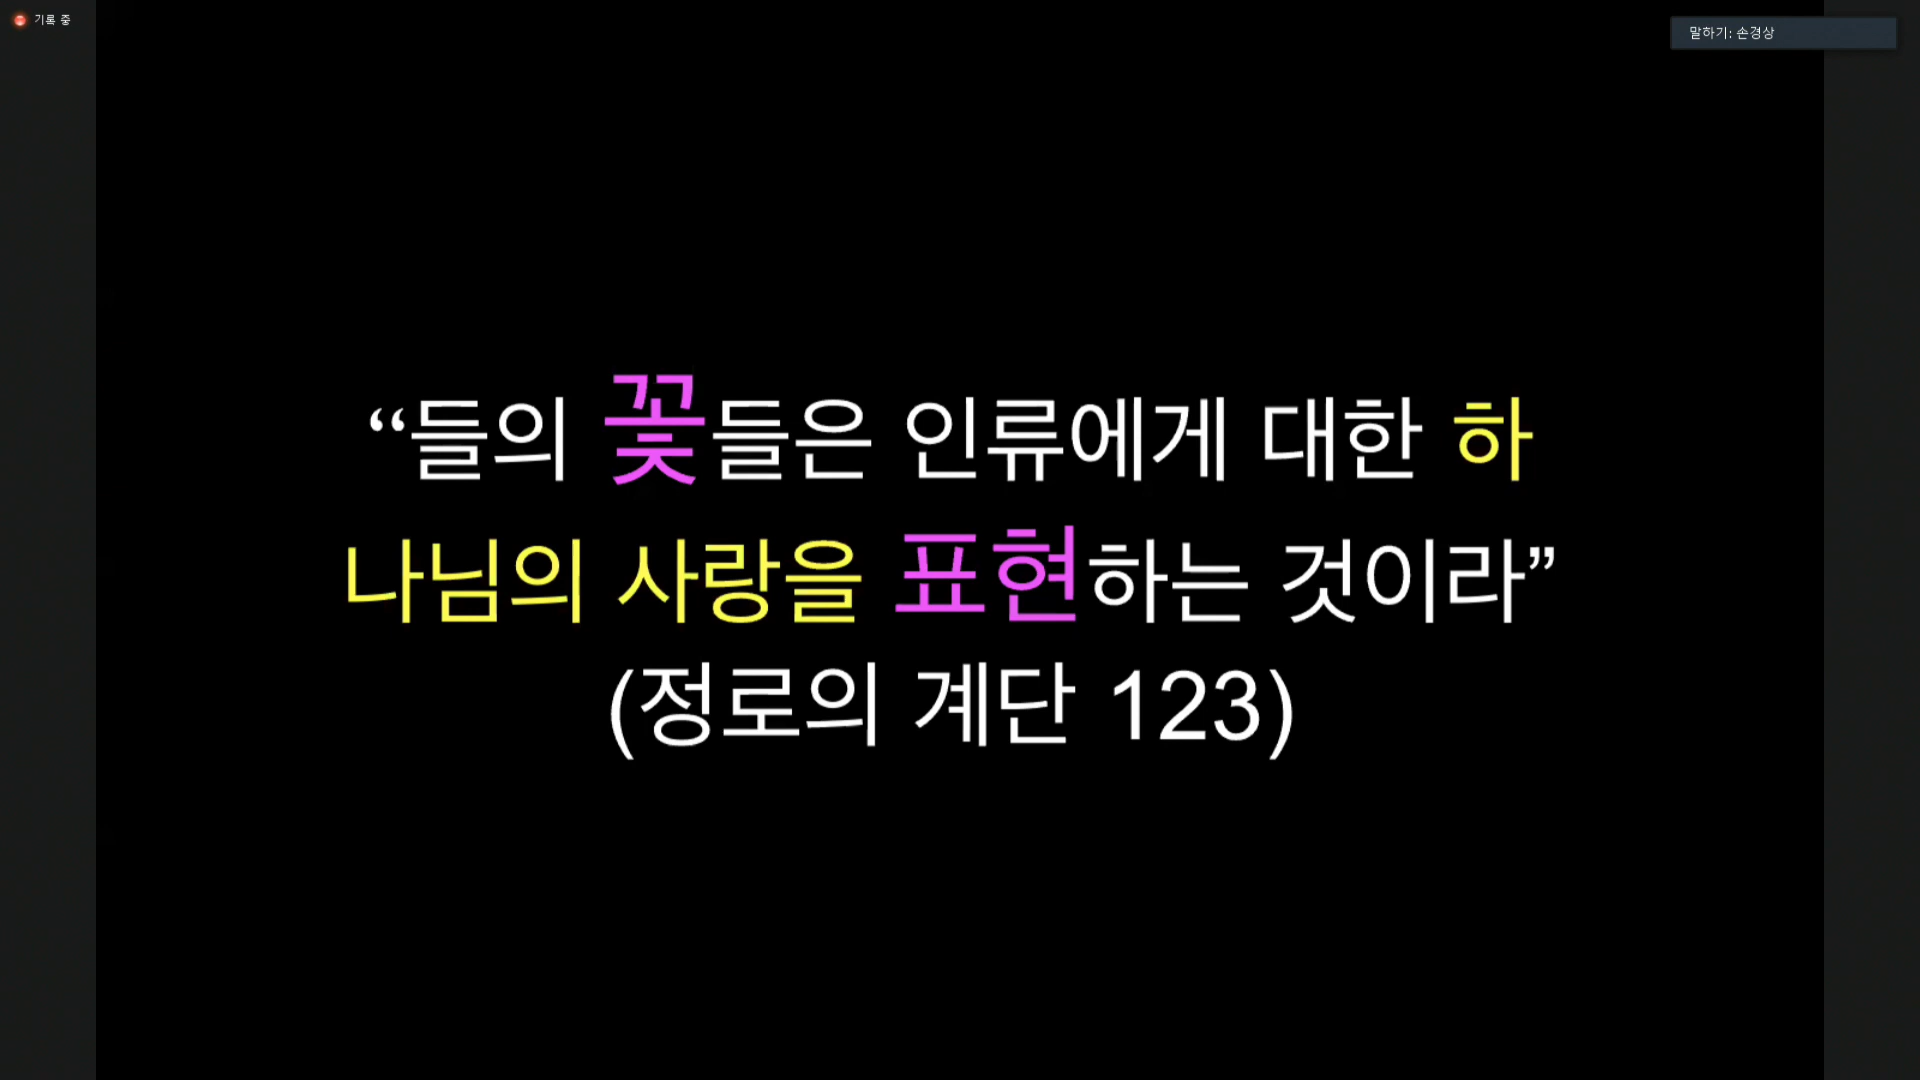 기록 중
말하기: 손경상
“들의 꽃들은 인류에게 대한 하
나님의 사랑을 표현하는 것이라”
(정로의 계단 123)